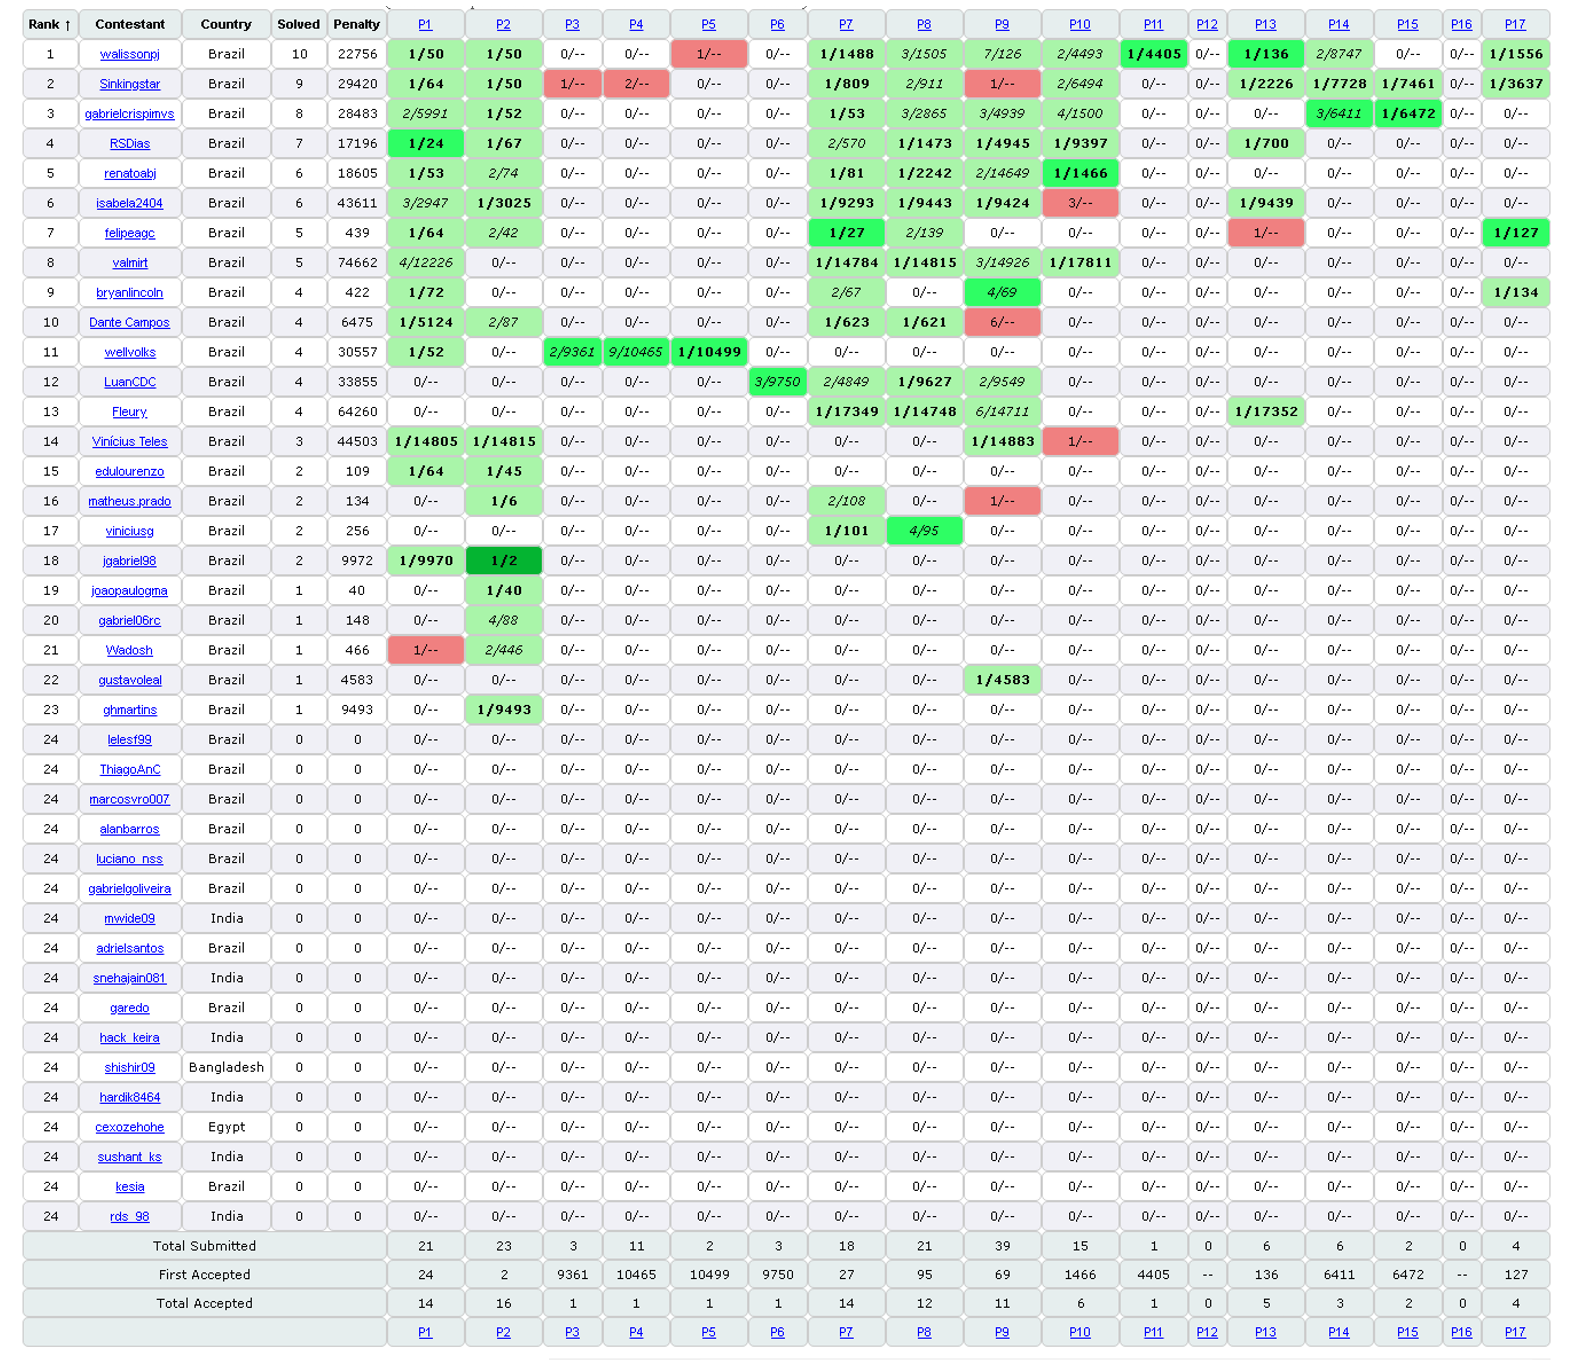 Rank ↑ Contestant Country Solved Penalty P1 P2 P3 P4 P5 P6 P7 P8 P9 P10 P11 P12 P13 P14 P15 P16 P17
1 walissonpj Brazil 10 22756 1/50 1/50 0/-- 0/-- 1/-- 0/-- 1/1488 3/1505 7/126 2/4493 1/4405 0/-- 1/136 2/8747 0/-- 0/-- 1/1556
2 Sinkingstar Brazil 9 29420 1/64 1/50 1/-- 2/-- 0/-- 0/-- 1/809 2/911 1/-- 2/6494 0/-- 0/-- 1/2226 1/7728 1/7461 0/-- 1/3637
3 gabrielcrispimvs Brazil 8 28483 2/5991 1/52 0/-- 0/-- 0/-- 0/-- 1/53 3/2865 3/4939 4/1500 0/-- 0/-- 0/-- 3/6411 1/6472 0/-- 0/--
4 RSDias Brazil 7 17196 1/24 1/67 0/-- 0/-- 0/-- 0/-- 2/570 1/1473 1/4945 1/9397 0/-- 0/-- 1/700 0/-- 0/-- 0/-- 0/--
5 renatoabj Brazil 6 18605 1/53 2/74 0/-- 0/-- 0/-- 0/-- 1/81 1/2242 2/14649 1/1466 0/-- 0/-- 0/-- 0/-- 0/-- 0/-- 0/--
6 isabela2404 Brazil 6 43611 3/2947 1/3025 0/-- 0/-- 0/-- 0/-- 1/9293 1/9443 1/9424 3/-- 0/-- 0/-- 1/9439 0/-- 0/-- 0/-- 0/--
7 felipeagc Brazil 5 439 1/64 2/42 0/-- 0/-- 0/-- 0/-- 1/27 2/139 0/-- 0/-- 0/-- 0/-- 1/-- 0/-- 0/-- 0/-- 1/127
8 valmirt Brazil 5 74662 4/12226 0/-- 0/-- 0/-- 0/-- 0/-- 1/14784 1/14815 3/14926 1/17811 0/-- 0/-- 0/-- 0/-- 0/-- 0/-- 0/--
9 bryanlincoln Brazil 4 422 1/72 0/-- 0/-- 0/-- 0/-- 0/-- 2/67 0/-- 4/69 0/-- 0/-- 0/-- 0/-- 0/-- 0/-- 0/-- 1/134
10 Dante Campos Brazil 4 6475 1/5124 2/87 0/-- 0/-- 0/-- 0/-- 1/623 1/621 6/-- 0/-- 0/-- 0/-- 0/-- 0/-- 0/-- 0/-- 0/--
11 wellvolks Brazil 4 30557 1/52 0/-- 2/9361 9/10465 1/10499 0/-- 0/-- 0/-- 0/-- 0/-- 0/-- 0/-- 0/-- 0/-- 0/-- 0/-- 0/--
12 LuanCDC Brazil 4 33855 0/-- 0/-- 0/-- 0/-- 0/-- 3/9750 2/4849 1/9627 2/9549 0/-- 0/-- 0/-- 0/-- 0/-- 0/-- 0/-- 0/--
13 Fleury Brazil 4 64260 0/-- 0/-- 0/-- 0/-- 0/-- 0/-- 1/17349 1/14748 6/14711 0/-- 0/-- 0/-- 1/17352 0/-- 0/-- 0/-- 0/--
14 Vinícius Teles Brazil 3 44503 1/14805 1/14815 0/-- 0/-- 0/-- 0/-- 0/-- 0/-- 1/14883 1/-- 0/-- 0/-- 0/-- 0/-- 0/-- 0/-- 0/--
15 edulourenzo Brazil 2 109 1/64 1/45 0/-- 0/-- 0/-- 0/-- 0/-- 0/-- 0/-- 0/-- 0/-- 0/-- 0/-- 0/-- 0/-- 0/-- 0/--
16 matheus.prado Brazil 2 134 0/-- 1/6 0/-- 0/-- 0/-- 0/-- 2/108 0/-- 1/-- 0/-- 0/-- 0/-- 0/-- 0/-- 0/-- 0/-- 0/--
17 viniciusg Brazil 2 256 0/-- 0/-- 0/-- 0/-- 0/-- 0/-- 1/101 4/95 0/-- 0/-- 0/-- 0/-- 0/-- 0/-- 0/-- 0/-- 0/--
18 jgabriel98 Brazil 2 9972 1/9970 1/2 0/-- 0/-- 0/-- 0/-- 0/-- 0/-- 0/-- 0/-- 0/-- 0/-- 0/-- 0/-- 0/-- 0/-- 0/--
19 joaopaulogma Brazil 1 40 0/-- 1/40 0/-- 0/-- 0/-- 0/-- 0/-- 0/-- 0/-- 0/-- 0/-- 0/-- 0/-- 0/-- 0/-- 0/-- 0/--
20 gabriel06rc Brazil 1 148 0/-- 4/88 0/-- 0/-- 0/-- 0/-- 0/-- 0/-- 0/-- 0/-- 0/-- 0/-- 0/-- 0/-- 0/-- 0/-- 0/--
21 Wadosh Brazil 1 466 1/-- 2/446 0/-- 0/-- 0/-- 0/-- 0/-- 0/-- 0/-- 0/-- 0/-- 0/-- 0/-- 0/-- 0/-- 0/-- 0/--
22 gustavoleal Brazil 1 4583 0/-- 0/-- 0/-- 0/-- 0/-- 0/-- 0/-- 0/-- 1/4583 0/-- 0/-- 0/-- 0/-- 0/-- 0/-- 0/-- 0/--
23 ghmartins Brazil 1 9493 0/-- 1/9493 0/-- 0/-- 0/-- 0/-- 0/-- 0/-- 0/-- 0/-- 0/-- 0/-- 0/-- 0/-- 0/-- 0/-- 0/--
24 lelesf99 Brazil 0 0 0/-- 0/-- 0/-- 0/-- 0/-- 0/-- 0/-- 0/-- 0/-- 0/-- 0/-- 0/-- 0/-- 0/-- 0/-- 0/-- 0/--
24 ThiagoAnC Brazil 0 0 0/-- 0/-- 0/-- 0/-- 0/-- 0/-- 0/-- 0/-- 0/-- 0/-- 0/-- 0/-- 0/-- 0/-- 0/-- 0/-- 0/--
24 marcosvro007 Brazil 0 0 0/-- 0/-- 0/-- 0/-- 0/-- 0/-- 0/-- 0/-- 0/-- 0/-- 0/-- 0/-- 0/-- 0/-- 0/-- 0/-- 0/--
24 alanbarros Brazil 0 0 0/-- 0/-- 0/-- 0/-- 0/-- 0/-- 0/-- 0/-- 0/-- 0/-- 0/-- 0/-- 0/-- 0/-- 0/-- 0/-- 0/--
24 luciano_nss Brazil 0 0 0/-- 0/-- 0/-- 0/-- 0/-- 0/-- 0/-- 0/-- 0/-- 0/-- 0/-- 0/-- 0/-- 0/-- 0/-- 0/-- 0/--
24 gabrielgoliveira Brazil 0 0 0/-- 0/-- 0/-- 0/-- 0/-- 0/-- 0/-- 0/-- 0/-- 0/-- 0/-- 0/-- 0/-- 0/-- 0/-- 0/-- 0/--
24 mwide09 India 0 0 0/-- 0/-- 0/-- 0/-- 0/-- 0/-- 0/-- 0/-- 0/-- 0/-- 0/-- 0/-- 0/-- 0/-- 0/-- 0/-- 0/--
24 adrielsantos Brazil 0 0 0/-- 0/-- 0/-- 0/-- 0/-- 0/-- 0/-- 0/-- 0/-- 0/-- 0/-- 0/-- 0/-- 0/-- 0/-- 0/-- 0/--
24 snehajain081 India 0 0 0/-- 0/-- 0/-- 0/-- 0/-- 0/-- 0/-- 0/-- 0/-- 0/-- 0/-- 0/-- 0/-- 0/-- 0/-- 0/-- 0/--
24 garedo Brazil 0 0 0/-- 0/-- 0/-- 0/-- 0/-- 0/-- 0/-- 0/-- 0/-- 0/-- 0/-- 0/-- 0/-- 0/-- 0/-- 0/-- 0/--
24 hack_keira India 0 0 0/-- 0/-- 0/-- 0/-- 0/-- 0/-- 0/-- 0/-- 0/-- 0/-- 0/-- 0/-- 0/-- 0/-- 0/-- 0/-- 0/--
24 shishir09 Bangladesh 0 0 0/-- 0/-- 0/-- 0/-- 0/-- 0/-- 0/-- 0/-- 0/-- 0/-- 0/-- 0/-- 0/-- 0/-- 0/-- 0/-- 0/--
24 hardik8464 India 0 0 0/-- 0/-- 0/-- 0/-- 0/-- 0/-- 0/-- 0/-- 0/-- 0/-- 0/-- 0/-- 0/-- 0/-- 0/-- 0/-- 0/--
24 cexozehohe Egypt 0 0 0/-- 0/-- 0/-- 0/-- 0/-- 0/-- 0/-- 0/-- 0/-- 0/-- 0/-- 0/-- 0/-- 0/-- 0/-- 0/-- 0/--
24 sushant_ks India 0 0 0/-- 0/-- 0/-- 0/-- 0/-- 0/-- 0/-- 0/-- 0/-- 0/-- 0/-- 0/-- 0/-- 0/-- 0/-- 0/-- 0/--
24 kesia Brazil 0 0 0/-- 0/-- 0/-- 0/-- 0/-- 0/-- 0/-- 0/-- 0/-- 0/-- 0/-- 0/-- 0/-- 0/-- 0/-- 0/-- 0/--
24 rds_98 India 0 0 0/-- 0/-- 0/-- 0/-- 0/-- 0/-- 0/-- 0/-- 0/-- 0/-- 0/-- 0/-- 0/-- 0/-- 0/-- 0/-- 0/--
Total Submitted 21 23 3 11 2 3 18 21 39 15 1 0 6 6 2 0 4
First Accepted 24 2 9361 10465 10499 9750 27 95 69 1466 4405 -- 136 6411 6472 -- 127
Total Accepted 14 16 1 1 1 1 14 12 11 6 1 0 5 3 2 0 4
P1 P2 P3 P4 P5 P6 P7 P8 P9 P10 P11 P12 P13 P14 P15 P16 P17